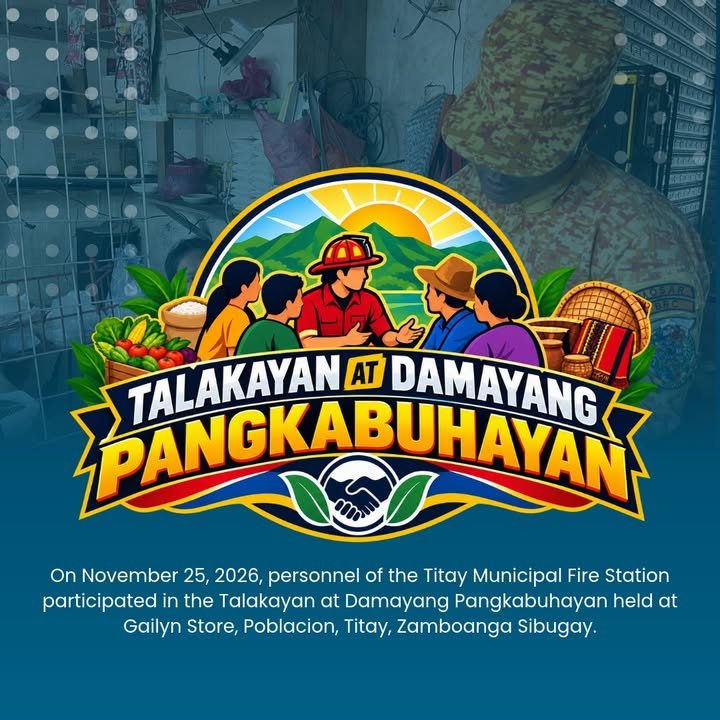 TALAKAYAN AT DAMAYANG
PANGKABUHAYAN
On November 25, 2026, personnel of the Titay Municipal Fire Station
participated in the Talakayan at Damayang Pangkabuhayan held at
Gailyn Store, Poblacion, Titay, Zamboanga Sibugay.